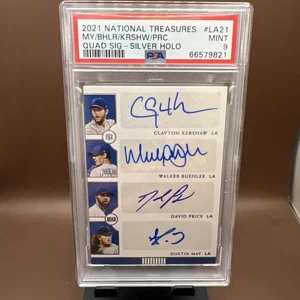 2021 NATIONAL TREASURES #LA21
MY/BHLR/KRSHW/PRC. MINT
QUAD SIG-SILVER HOLO 9
PSA 66579821
CLAYTON KERSHAW LA
WALKER BUEHLER LA
DAVID PRICE LA
QUAD
DUSTIN MAY LA